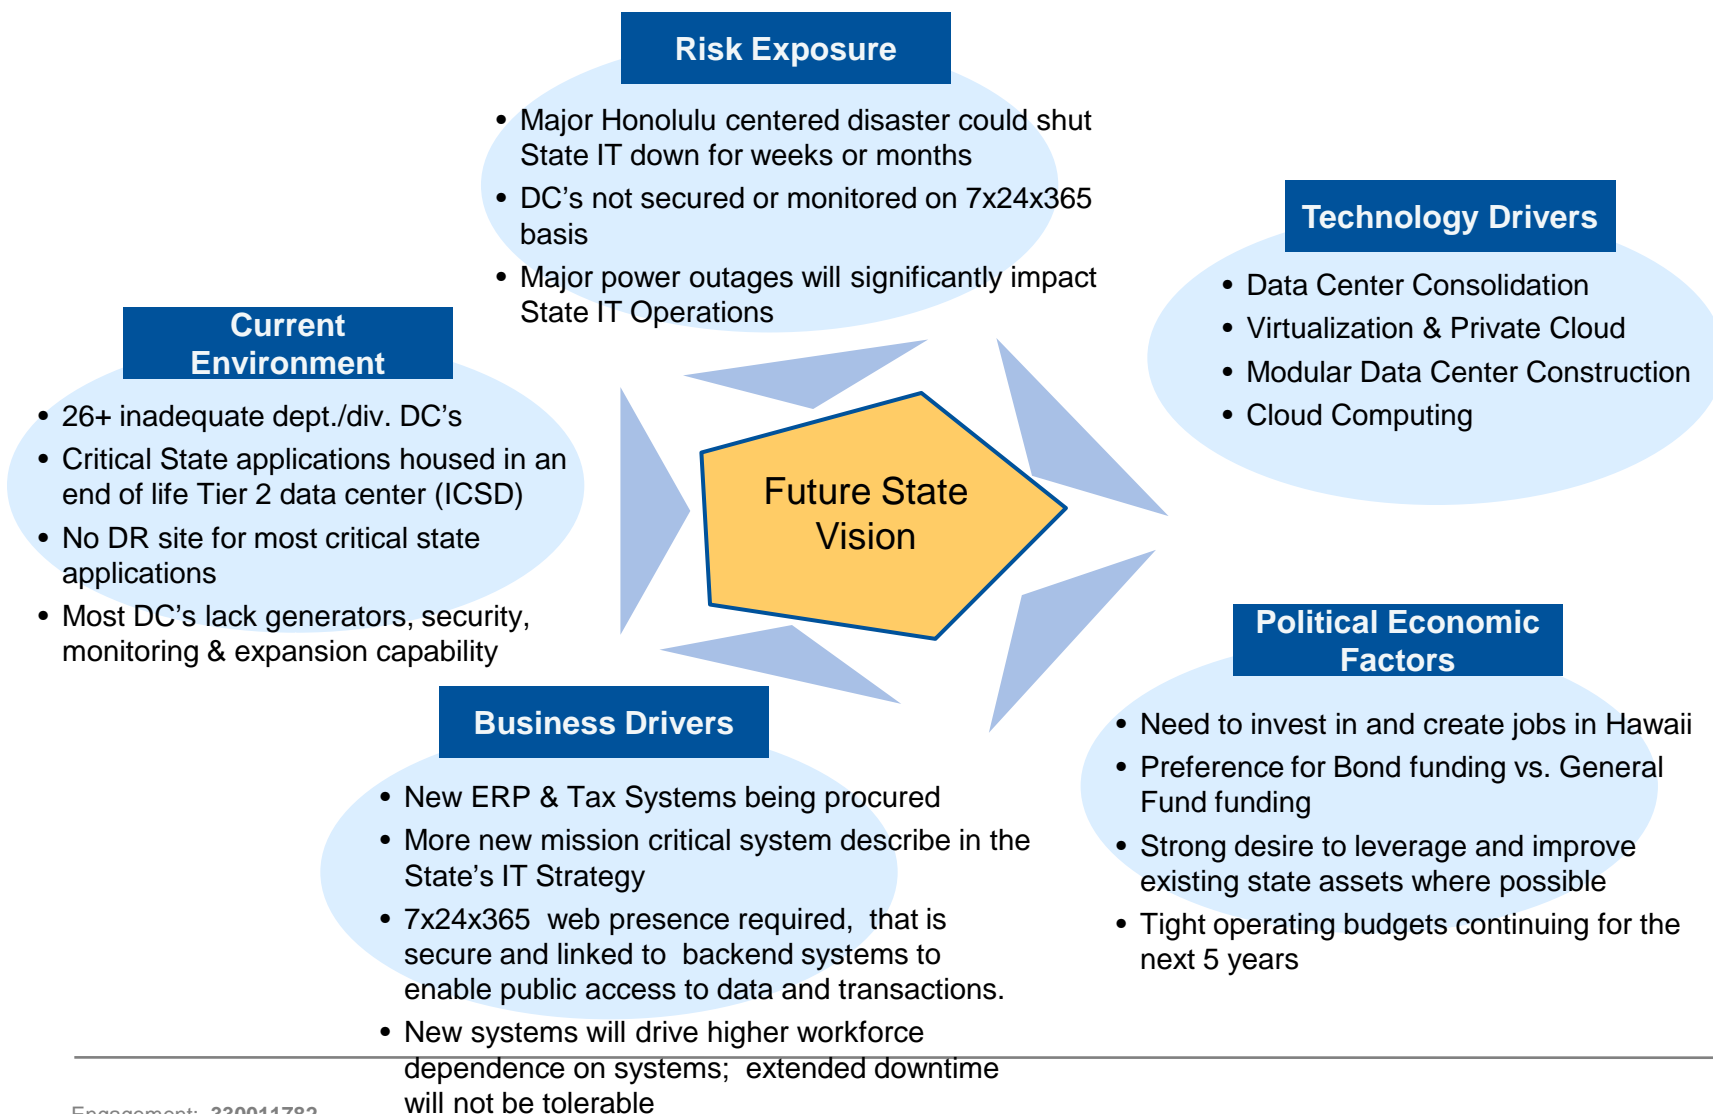 Risk Exposure
• Major Honolulu centered disaster could shut
State IT down for weeks or months
• DC’s not secured or monitored on 7x24x365
basis
• Major power outages will significantly impact
State IT Operations
Technology Drivers
• Data Center Consolidation
• Virtualization & Private Cloud
• Modular Data Center Construction
• Cloud Computing
Current
Environment
• 26+ inadequate dept./div. DC’s
• Critical State applications housed in an
end of life Tier 2 data center (ICSD)
• No DR site for most critical state
applications
• Most DC’s lack generators, security,
monitoring & expansion capability
Future State
Vision
Political Economic
Factors
• Need to invest in and create jobs in Hawaii
• Preference for Bond funding vs. General
Fund funding
• Strong desire to leverage and improve
existing state assets where possible
• Tight operating budgets continuing for the
next 5 years
Business Drivers
• New ERP & Tax Systems being procured
• More new mission critical system describe in the
State’s IT Strategy
• 7x24x365  web presence required,  that is
secure and linked to  backend systems to
enable public access to data and transactions.
• New systems will drive higher workforce
dependence on systems;  extended downtime
will not be tolerable
Engagement: 330011782